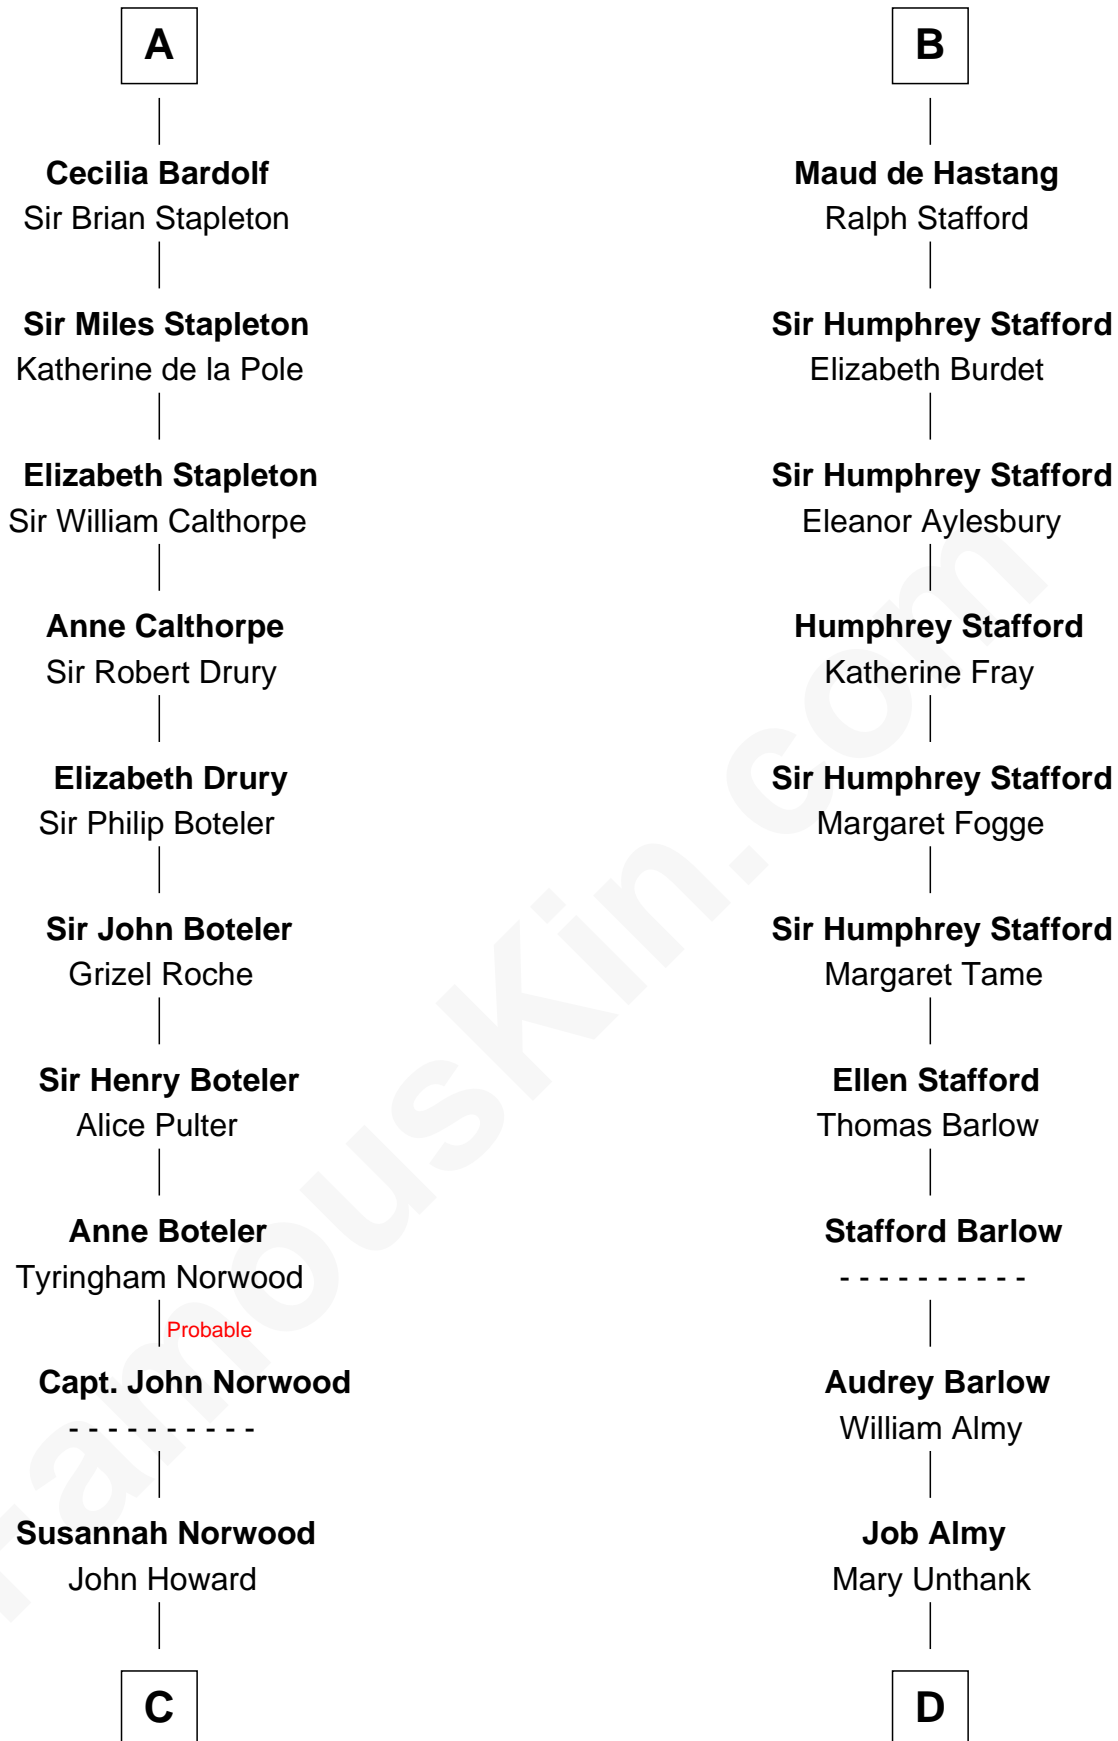 A
Cecilia Bardolf
Sir Brian Stapleton
Sir Miles Stapleton
Katherine de la Pole
Elizabeth Stapleton
Sir William Calthorpe
Anne Calthorpe
Sir Robert Drury
Elizabeth Drury
Sir Philip Boteler
Sir John Boteler
Grizel Roche
Sir Henry Boteler
Alice Pulter
Anne Boteler
Tyringham Norwood
Probable
Capt. John Norwood
- - - - - - - - - -
Susannah Norwood
John Howard
C
B
Maud de Hastang
Ralph Stafford
Sir Humphrey Stafford
Elizabeth Burdet
Sir Humphrey Stafford
Eleanor Aylesbury
Humphrey Stafford
Katherine Fray
Sir Humphrey Stafford
Margaret Fogge
Sir Humphrey Stafford
Margaret Tame
Ellen Stafford
Thomas Barlow
Stafford Barlow
- - - - - - - - - -
Audrey Barlow
William Almy
Job Almy
Mary Unthank
D
FamousKin.com